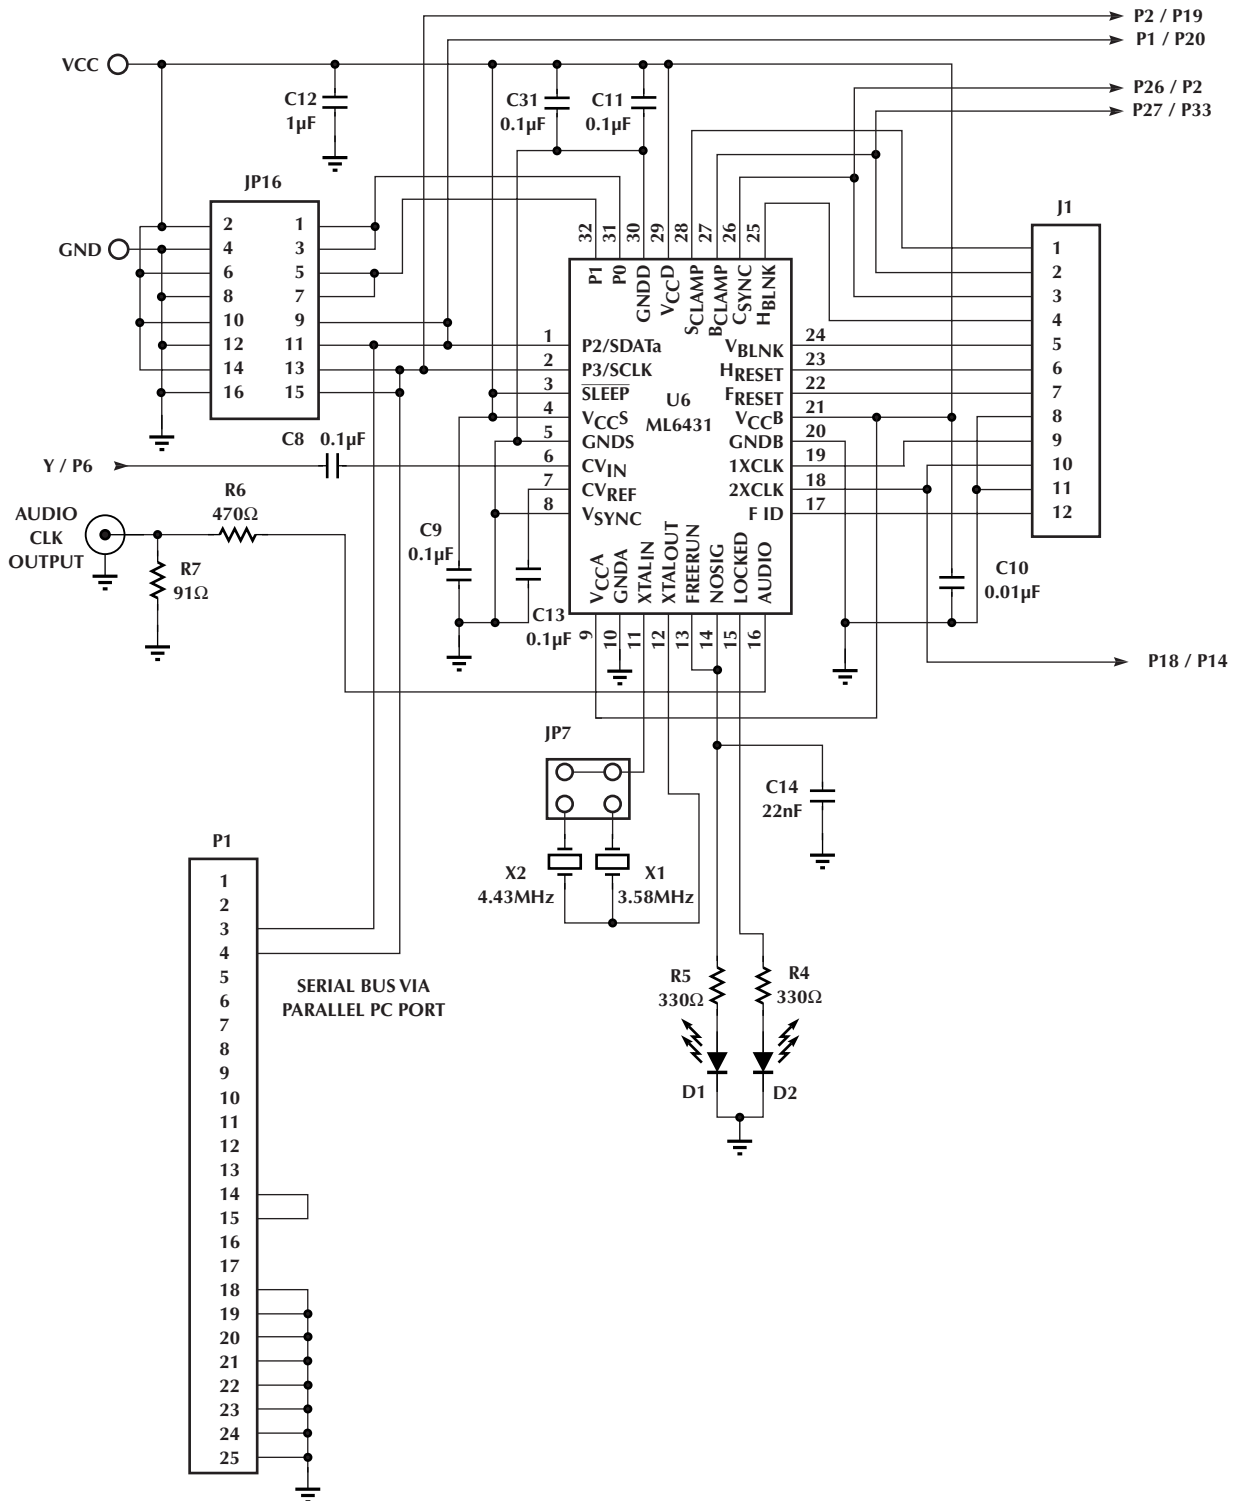 P2 / P19
P1 / P20
VCC
P26 / P2
P27 / P33
C12
1µF
C31
0.1µF
C11
0.1µF
JP16
2 1
4 3
6 5
8 7
10 9
12 11
14 13
16 15
GND
J1
1
2
3
4
5
6
7
8
9
10
11
12
32 31 30 29 28 27 26 25
P1 P0 GNDD VCCD SCLAMP BCLAMP CSYNC HBLNK
1 P2/SDATa
2 P3/SCLK
3 SLEEP
4 VCCS
5 GNDS
6 CVIN
7 CVREF
8 VSYNC
U6
ML6431
VBLNK 24
HRESET 23
FRESET 22
VCCB 21
GNDB 20
1XCLK 19
2XCLK 18
F ID 17
VCCA GNDA XTALIN XTALOUT FREERUN NOSIG LOCKED AUDIO
9 10 11 12 13 14 15 16
C8 0.1µF
Y / P6
R6
470Ω
AUDIO
CLK
OUTPUT
R7
91Ω
C9
0.1µF
C13
0.1µF
C10
0.01µF
P18 / P14
JP7
C14
22nF
X2
4.43MHz
X1
3.58MHz
R5
330Ω
R4
330Ω
D1 D2
P1
1
2
3
4
5
6
7
8
9
10
11
12
13
14
15
16
17
18
19
20
21
22
23
24
25
SERIAL BUS VIA
PARALLEL PC PORT